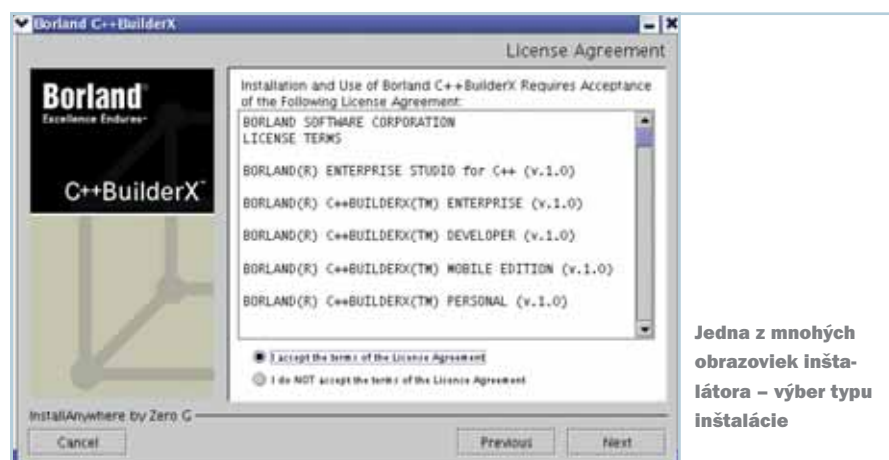 Borland C++BuilderX
License Agreement
Borland
Excellence Endures
C++BuilderX™
Installation and Use of Borland C++BuilderX Requires Acceptance
of the Following License Agreement:
BORLAND SOFTWARE CORPORATION
LICENSE TERMS
BORLAND(R) ENTERPRISE STUDIO for C++ (v.1.0)
BORLAND(R) C++BUILDERX(TM) ENTERPRISE (v.1.0)
BORLAND(R) C++BUILDERX(TM) DEVELOPER (v.1.0)
BORLAND(R) C++BUILDERX(TM) MOBILE EDITION (v.1.0)
BORLAND(R) C++BUILDERX(TM) PERSONAL (v.1.0)
I accept the terms of the License Agreement
I do NOT accept the terms of the License Agreement
InstallAnywhere by Zero G
Cancel
Previous
Next
Jedna z mnohých
obrazoviek inšta-
látora – výber typu
inštalácie